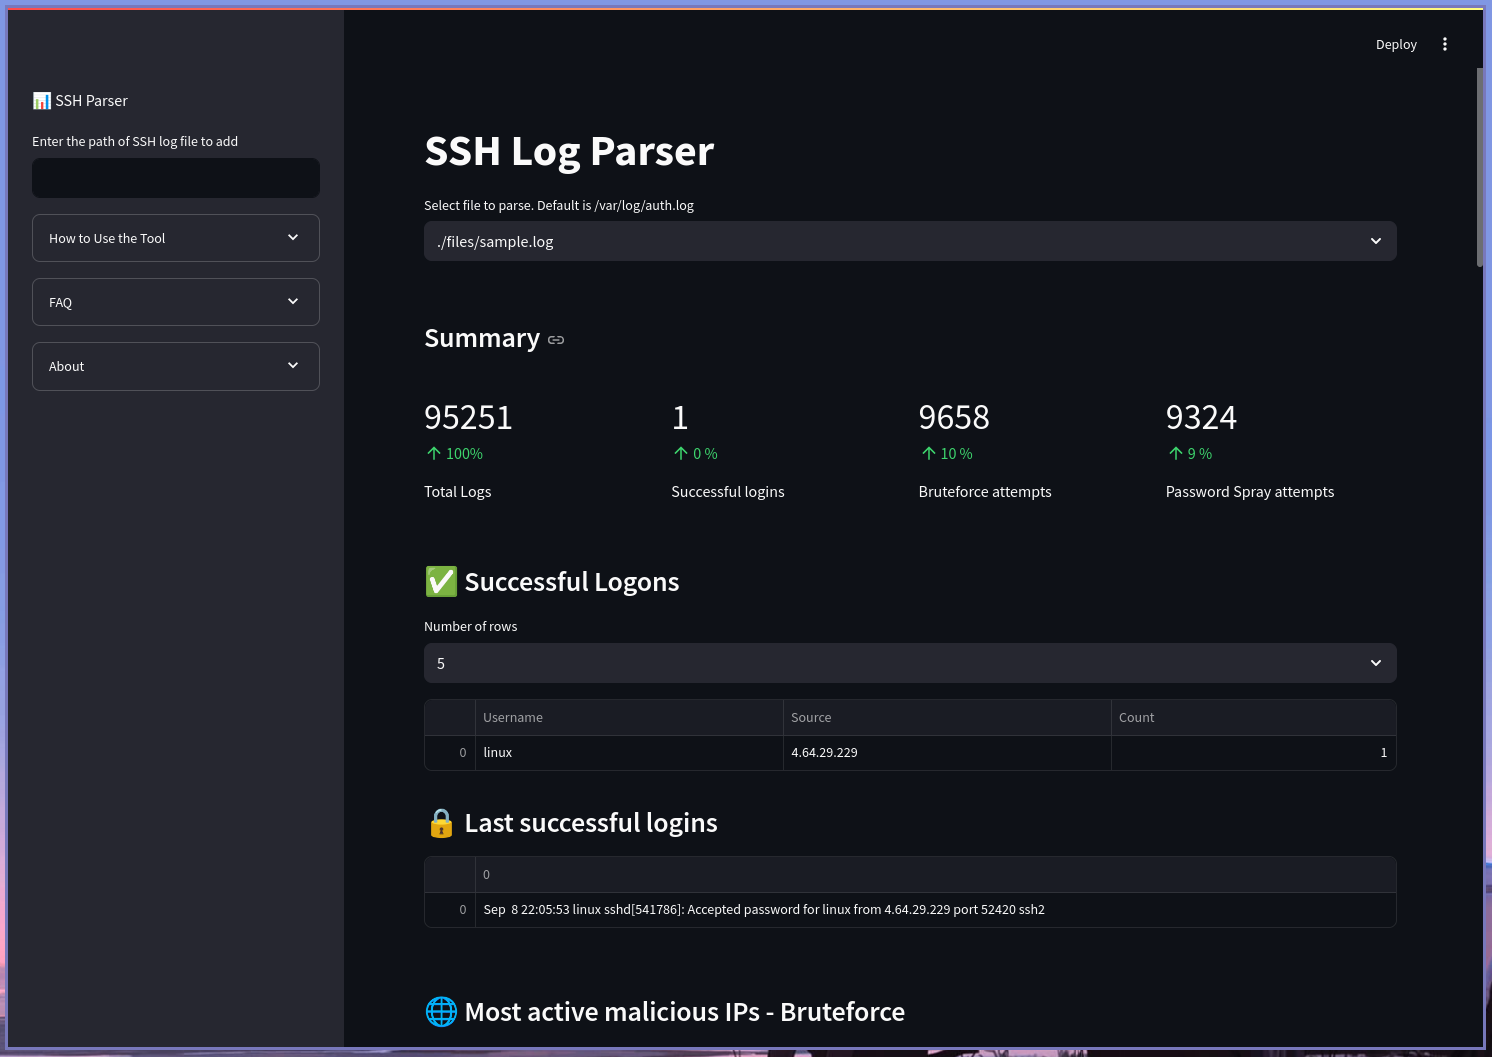 Deploy
📊 SSH Parser
Enter the path of SSH log file to add
How to Use the Tool
FAQ
About
SSH Log Parser
Select file to parse. Default is /var/log/auth.log
./files/sample.log
Summary
95251 1 9658 9324
↑ 100% ↑ 0 % ↑ 10 % ↑ 9 %
Total Logs Successful logins Bruteforce attempts Password Spray attempts
✅ Successful Logons
Number of rows
5
Username Source Count
0 linux 4.64.29.229 1
🔒 Last successful logins
0
0 Sep  8 22:05:53 linux sshd[541786]: Accepted password for linux from 4.64.29.229 port 52420 ssh2
🌐 Most active malicious IPs - Bruteforce